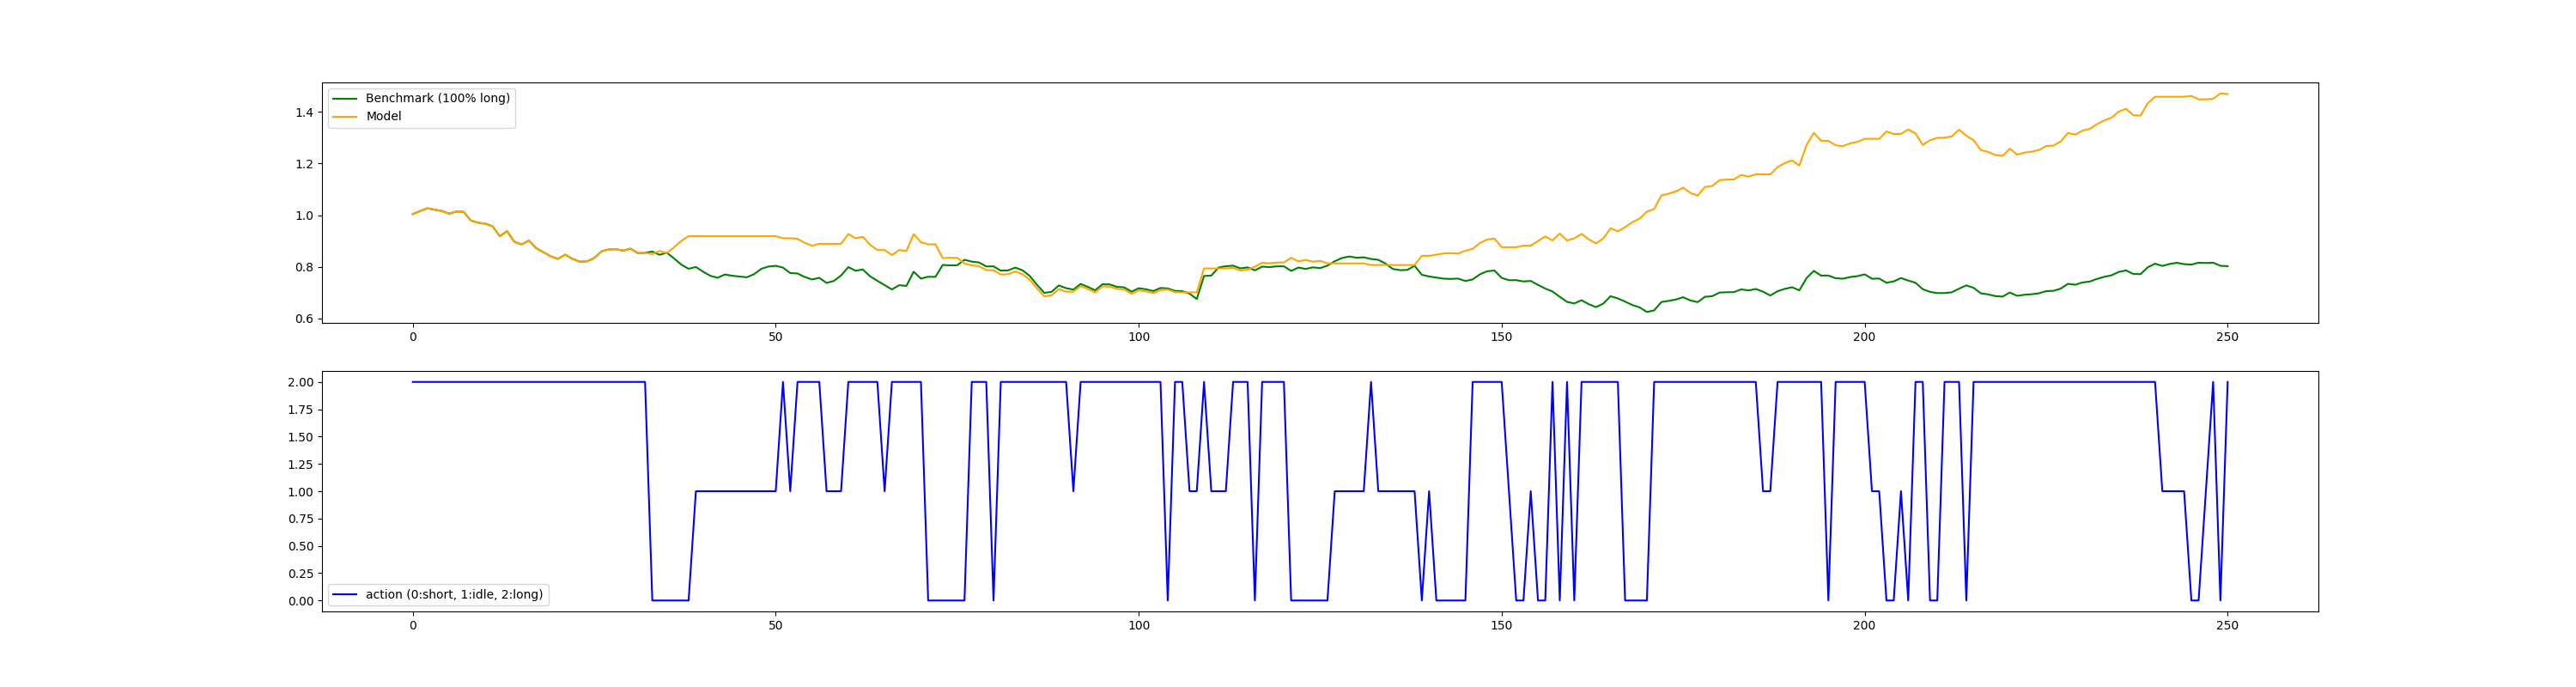 Benchmark (100% long)
Model
1.4
1.2
1.0
0.8
0.6
0 50 100 150 200 250
2.00
1.75
1.50
1.25
1.00
0.75
0.50
0.25
0.00
action (0:short, 1:idle, 2:long)
0 50 100 150 200 250